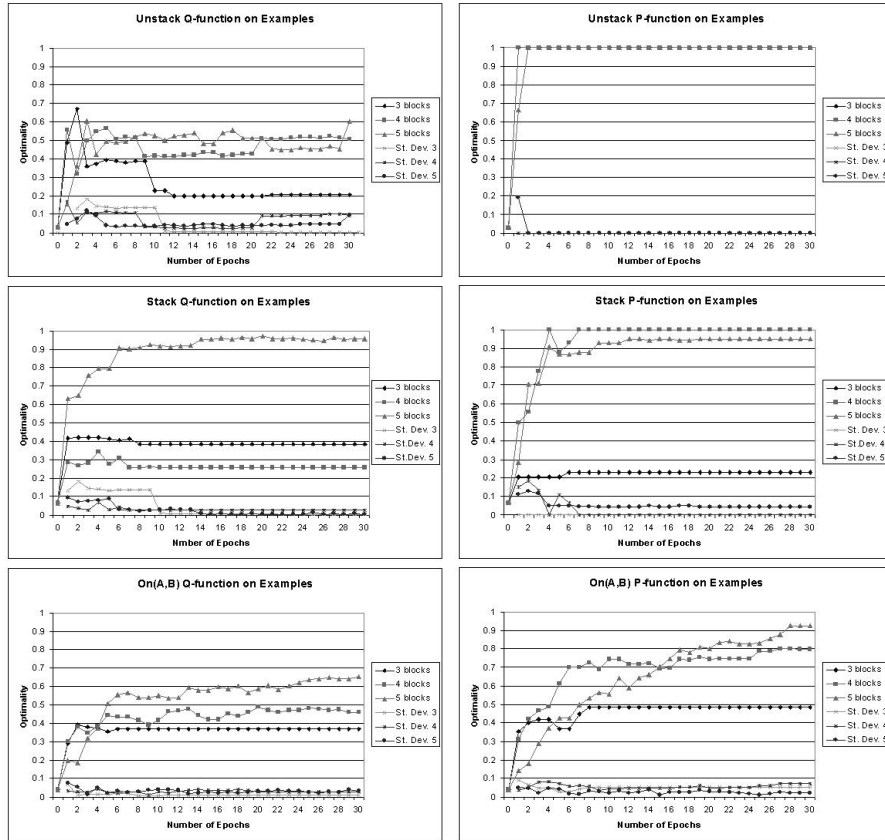 Unstack Q-function on Examples
1
0.9
0.8
0.7
0.6
0.5
0.4
0.3
0.2
0.1
0
Optimality
0 2 4 6 8 10 12 14 16 18 20 22 24 26 28 30
Number of Epochs
3 blocks
4 blocks
5 blocks
St. Dev. 3
St. Dev. 4
St. Dev. 5
Unstack P-function on Examples
1
0.9
0.8
0.7
0.6
0.5
0.4
0.3
0.2
0.1
0
Optimality
0 2 4 6 8 10 12 14 16 18 20 22 24 26 28 30
Number of Epochs
3 blocks
4 blocks
5 blocks
St. Dev. 3
St. Dev. 4
St. Dev. 5
Stack Q-function on Examples
1
0.9
0.8
0.7
0.6
0.5
0.4
0.3
0.2
0.1
0
Optimality
0 2 4 6 8 10 12 14 16 18 20 22 24 26 28 30
Number of Epochs
3 blocks
4 blocks
5 blocks
St. Dev. 3
St.Dev. 4
St.Dev. 5
Stack P-function on Examples
1
0.9
0.8
0.7
0.6
0.5
0.4
0.3
0.2
0.1
0
Optimality
0 2 4 6 8 10 12 14 16 18 20 22 24 26 28 30
Number of Epochs
3 blocks
4 blocks
5 blocks
St. Dev. 3
St.Dev. 4
St.Dev. 5
On(A,B) Q-function on Examples
1
0.9
0.8
0.7
0.6
0.5
0.4
0.3
0.2
0.1
0
Optimality
0 2 4 6 8 10 12 14 16 18 20 22 24 26 28 30
Number of Epochs
3 blocks
4 blocks
5 blocks
St. Dev. 3
St. Dev. 4
St. Dev. 5
On(A,B) P-function on Examples
1
0.9
0.8
0.7
0.6
0.5
0.4
0.3
0.2
0.1
0
Optimality
0 2 4 6 8 10 12 14 16 18 20 22 24 26 28 30
Number of Epochs
3 blocks
4 blocks
5 blocks
St. Dev. 3
St. Dev. 4
St. Dev. 5